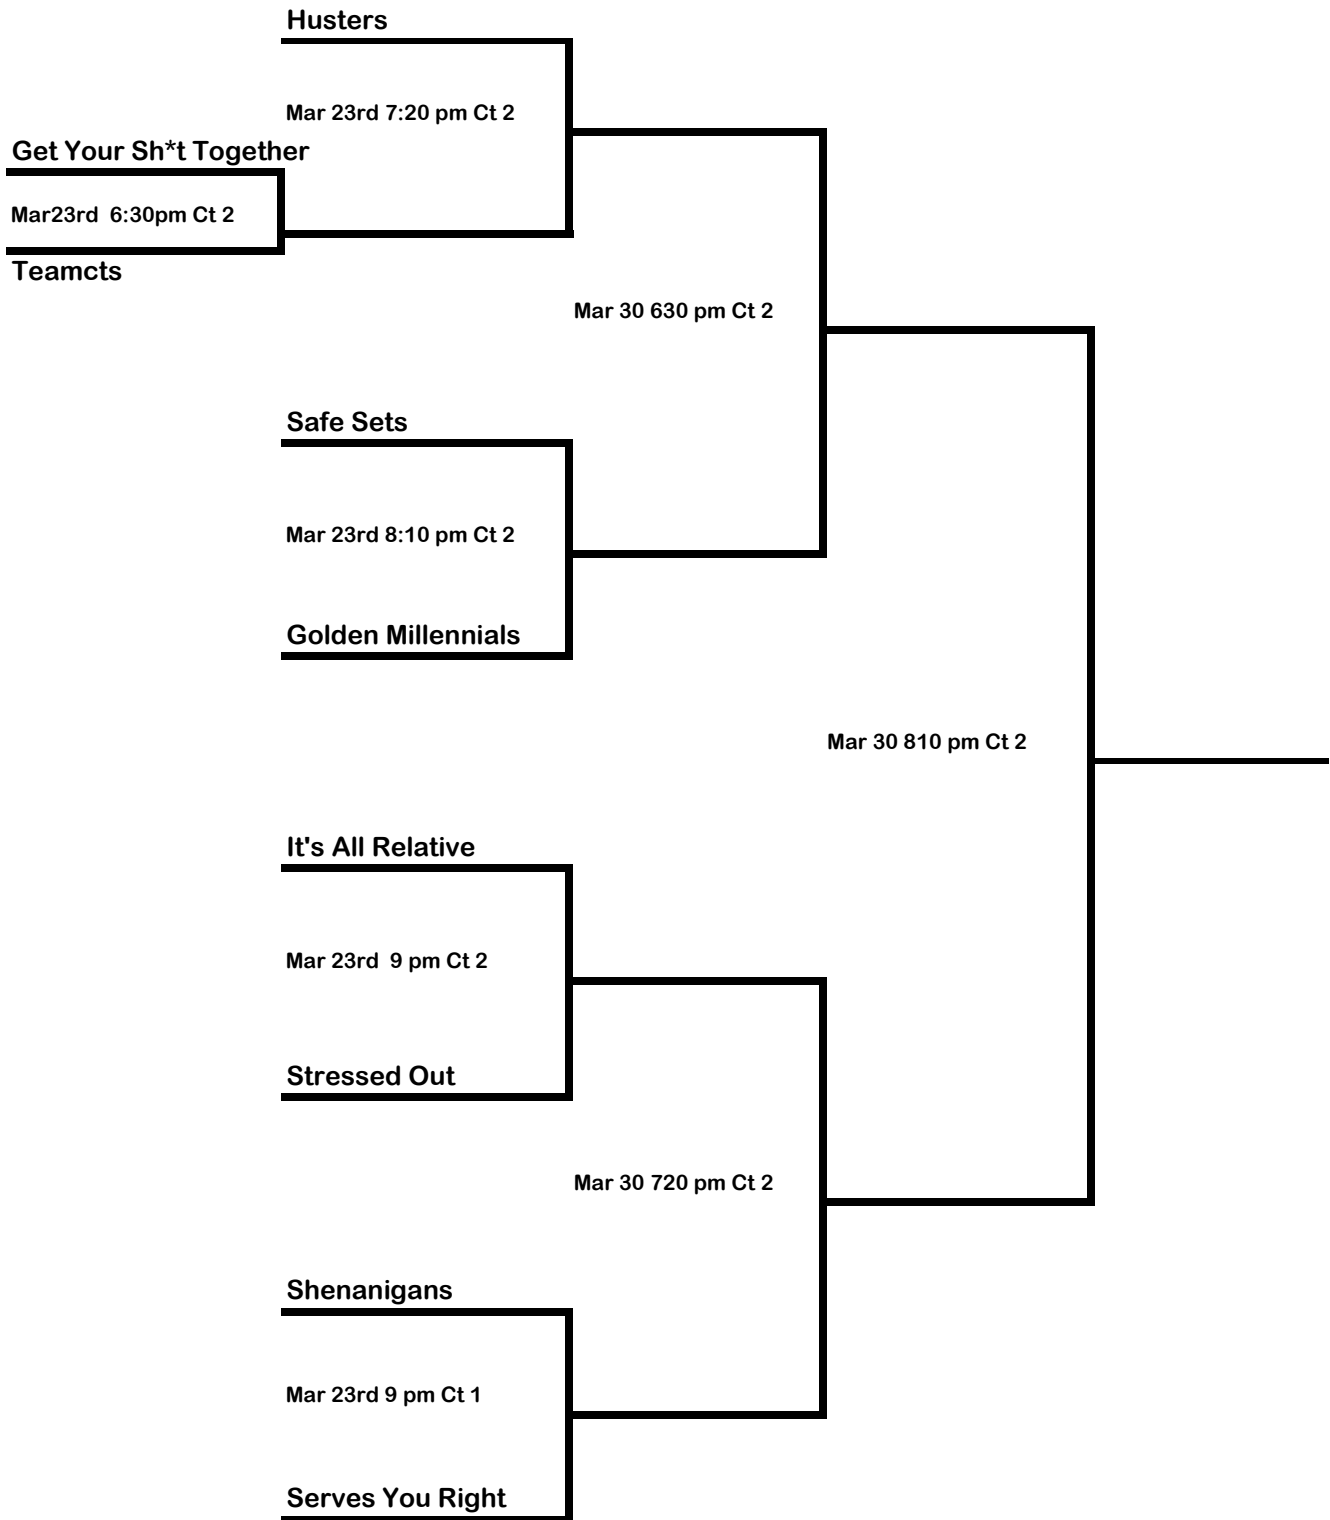 Husters
Mar 23rd 7:20 pm Ct 2
Get Your Sh*t Together
Mar23rd  6:30pm Ct 2
Teamcts
Mar 30 630 pm Ct 2
Safe Sets
Mar 23rd 8:10 pm Ct 2
Golden Millennials
Mar 30 810 pm Ct 2
It's All Relative
Mar 23rd  9 pm Ct 2
Stressed Out
Mar 30 720 pm Ct 2
Shenanigans
Mar 23rd 9 pm Ct 1
Serves You Right